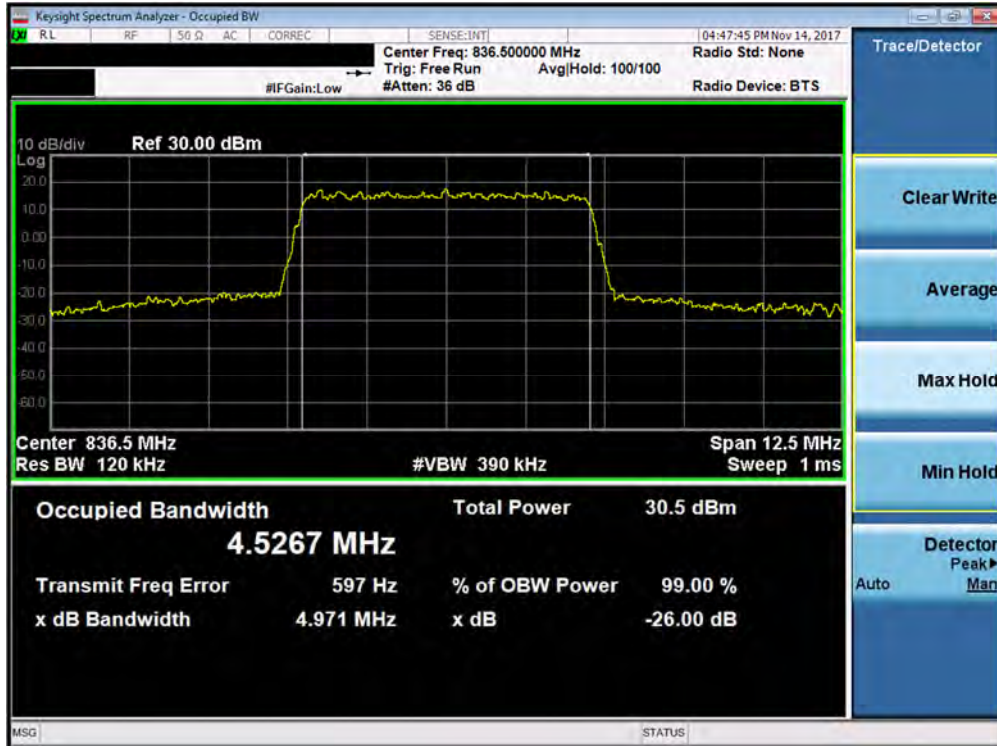 Keysight Spectrum Analyzer - Occupied BW
RL RF 50 Ω AC CORREC SENSE:INT 04:47:45 PM Nov 14, 2017
Center Freq: 836.500000 MHz Radio Std: None
Trig: Free Run Avg|Hold: 100/100
#IFGain:Low #Atten: 36 dB Radio Device: BTS
Trace/Detector
10 dB/div Ref 30.00 dBm
Log
20.0
10.0
0.00
-10.0
-20.0
-30.0
-40.0
-50.0
-60.0
Center 836.5 MHz Span 12.5 MHz
Res BW 120 kHz #VBW 390 kHz Sweep 1 ms
Occupied Bandwidth Total Power 30.5 dBm
4.5267 MHz
Transmit Freq Error 597 Hz % of OBW Power 99.00 %
x dB Bandwidth 4.971 MHz x dB -26.00 dB
Clear Write
Average
Max Hold
Min Hold
Detector
Peak▶
Auto Man
MSG STATUS